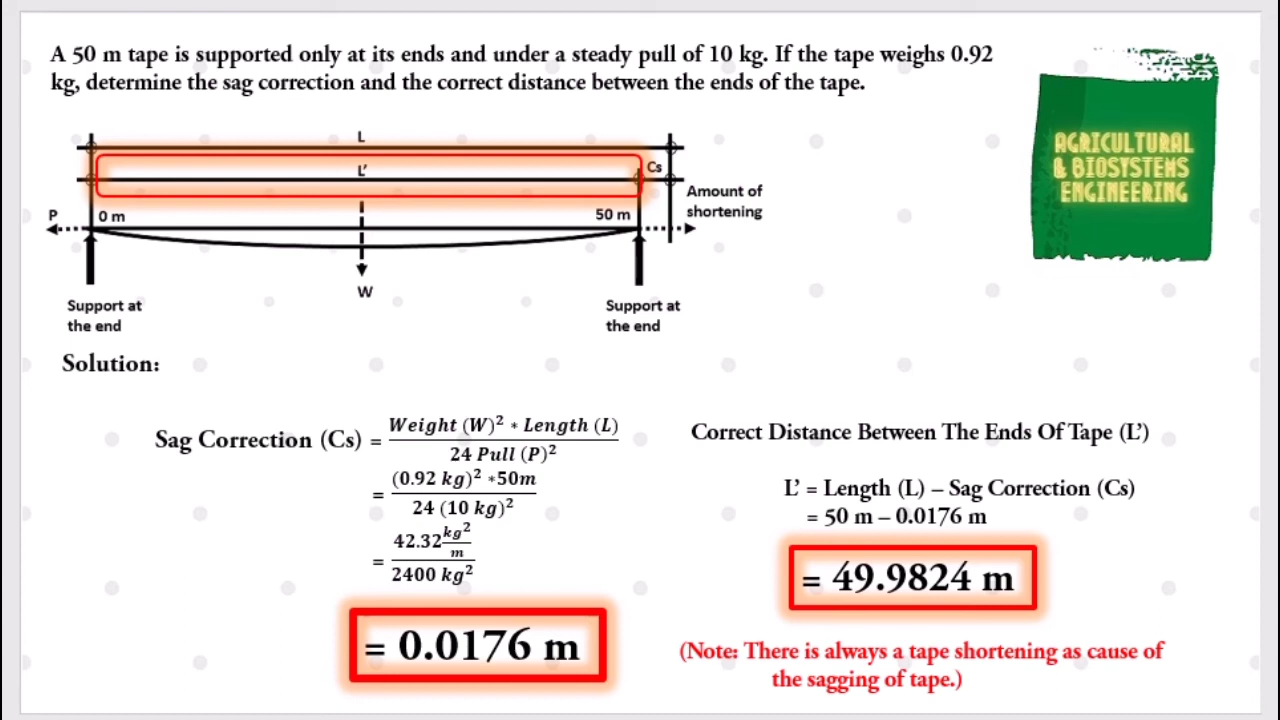 A 50 m tape is supported only at its ends and under a steady pull of 10 kg. If the tape weighs 0.92
kg, determine the sag correction and the correct distance between the ends of the tape.
AGRICULTURAL
& BIOSYSTEMS
ENGINEERING
L
L'
Cs
Amount of
shortening
P
0 m
50 m
W
Support at
the end
Support at
the end
Solution:
Sag Correction (Cs) = Weight (W)² * Length (L) / 24 Pull (P)²
= (0.92 kg)² *50m / 24 (10 kg)²
= 42.32 kg²/m / 2400 kg²
= 0.0176 m
Correct Distance Between The Ends Of Tape (L')
L' = Length (L) – Sag Correction (Cs)
= 50 m – 0.0176 m
= 49.9824 m
(Note: There is always a tape shortening as cause of
the sagging of tape.)